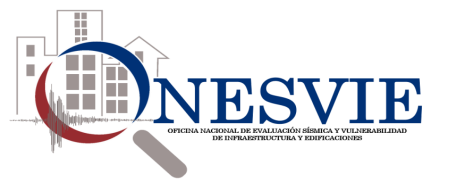 ONESVIE
OFICINA NACIONAL DE EVALUACIÓN SÍSMICA Y VULNERABILIDAD
DE INFRAESTRUCTURA Y EDIFICACIONES